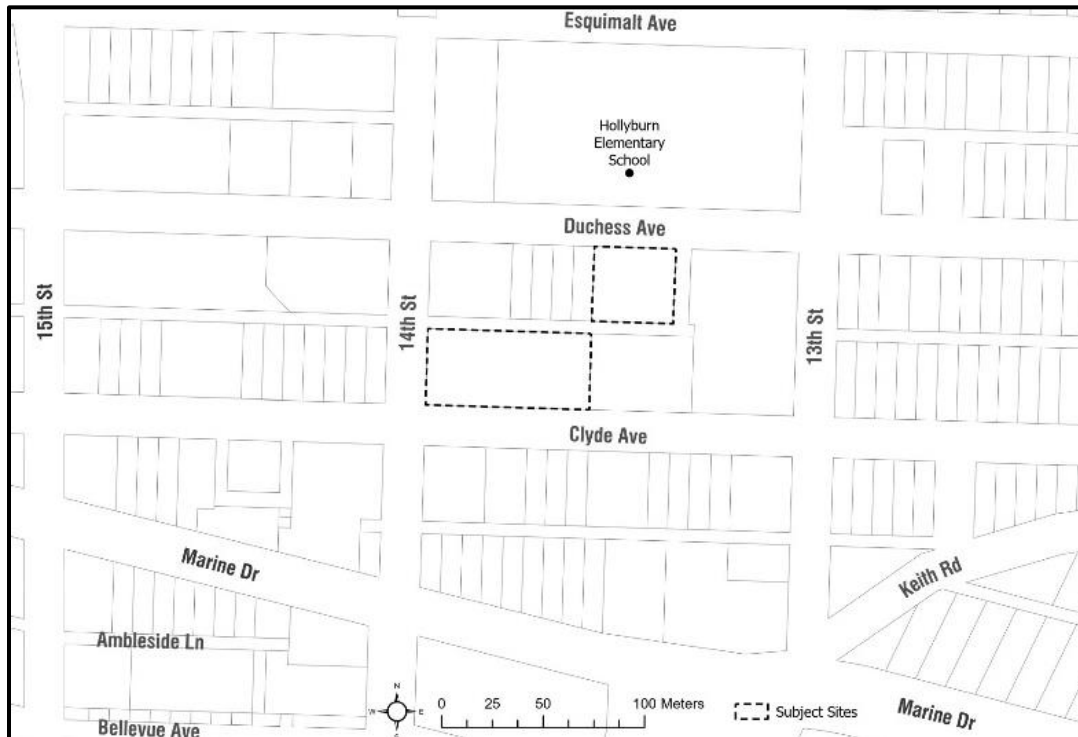 Esquimalt Ave
Hollyburn
Elementary
School
Duchess Ave
15th St
14th St
13th St
Clyde Ave
Marine Dr
Keith Rd
Ambleside Ln
N
W E
S
0 25 50 100 Meters
Subject Sites
Marine Dr
Bellevue Ave